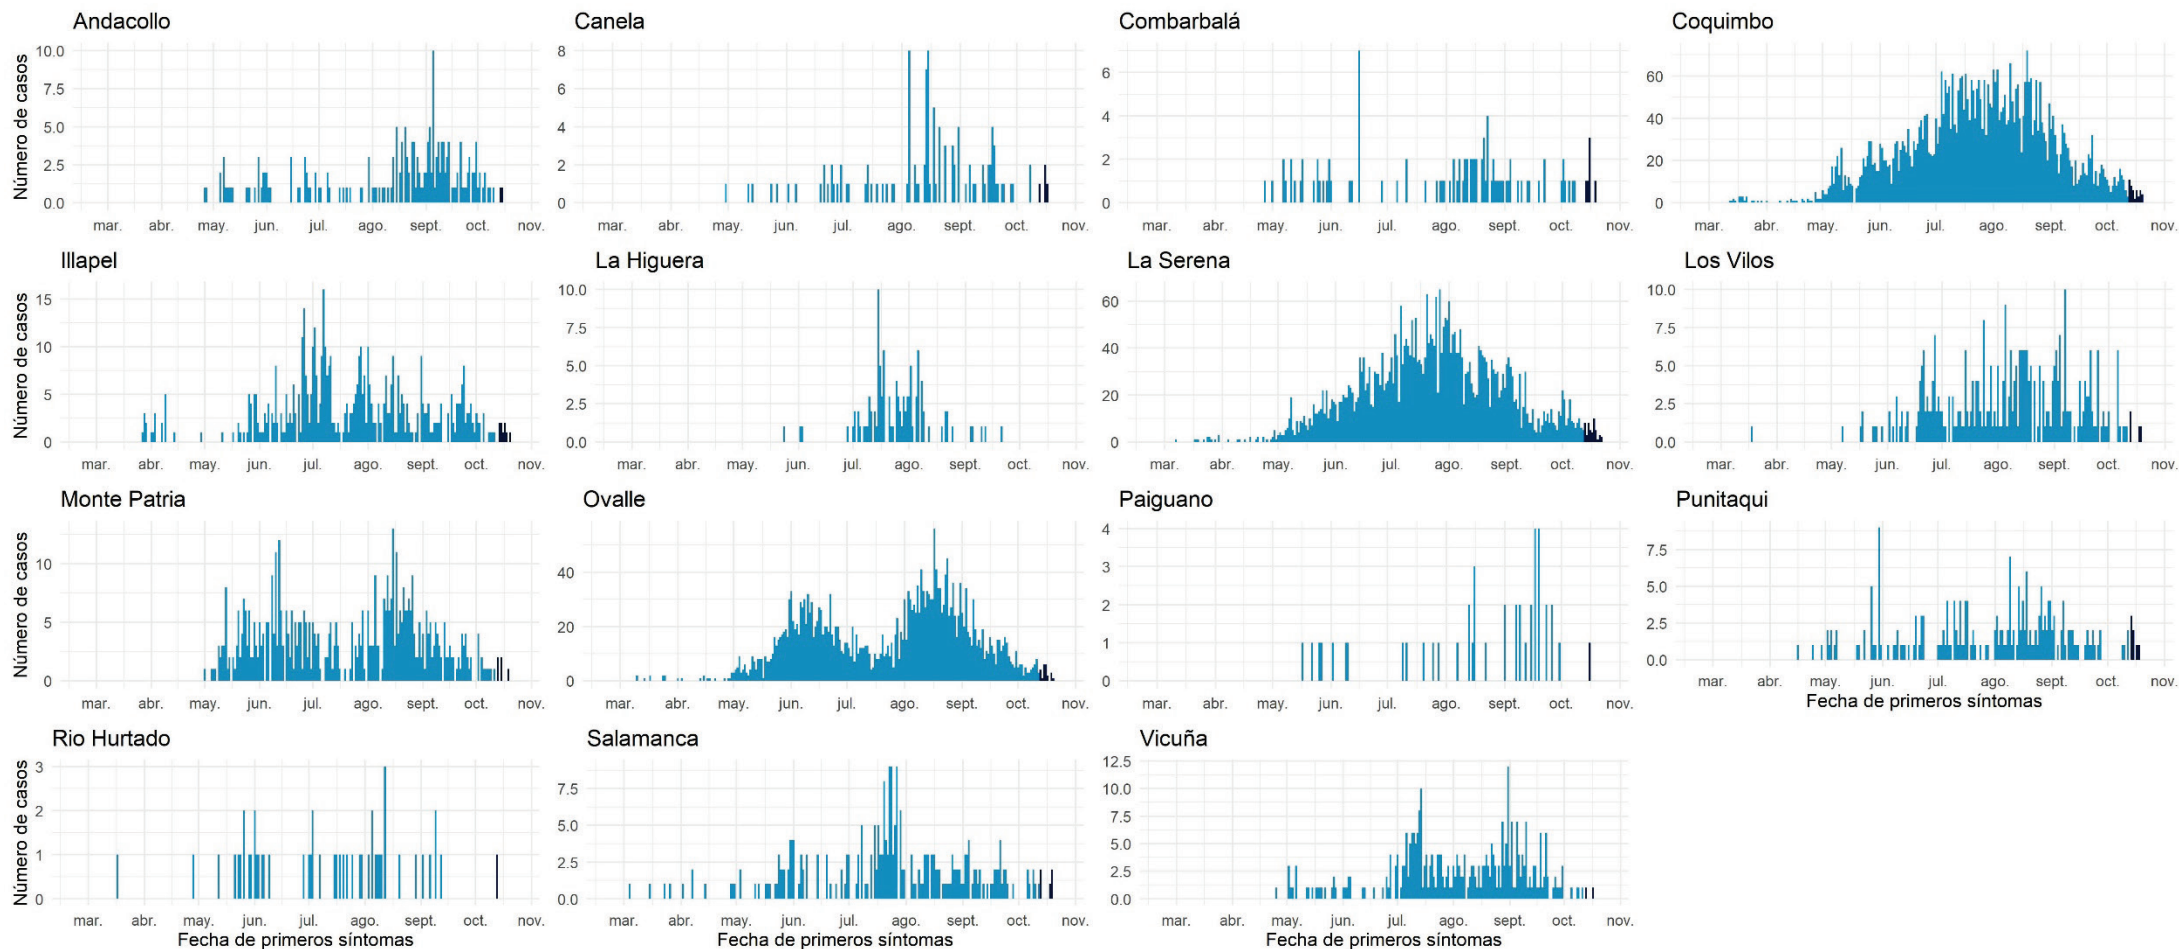 Andacollo
Canela
Combarbalá
Coquimbo
Número de casos
10.0
7.5
5.0
2.5
0.0
mar. abr. may. jun. jul. ago. sept. oct. nov.
8
6
4
2
0
mar. abr. may. jun. jul. ago. sept. oct. nov.
6
4
2
0
mar. abr. may. jun. jul. ago. sept. oct. nov.
60
40
20
0
mar. abr. may. jun. jul. ago. sept. oct. nov.
Illapel
La Higuera
La Serena
Los Vilos
Número de casos
15
10
5
0
mar. abr. may. jun. jul. ago. sept. oct. nov.
10.0
7.5
5.0
2.5
0.0
mar. abr. may. jun. jul. ago. sept. oct. nov.
60
40
20
0
mar. abr. may. jun. jul. ago. sept. oct. nov.
10.0
7.5
5.0
2.5
0.0
mar. abr. may. jun. jul. ago. sept. oct. nov.
Monte Patria
Ovalle
Paiguano
Punitaqui
Número de casos
10
5
0
mar. abr. may. jun. jul. ago. sept. oct. nov.
40
20
0
mar. abr. may. jun. jul. ago. sept. oct. nov.
4
3
2
1
0
mar. abr. may. jun. jul. ago. sept. oct. nov.
7.5
5.0
2.5
0.0
mar. abr. may. jun. jul. ago. sept. oct. nov.
Fecha de primeros síntomas
Rio Hurtado
Salamanca
Vicuña
Número de casos
3
2
1
0
mar. abr. may. jun. jul. ago. sept. oct. nov.
Fecha de primeros síntomas
7.5
5.0
2.5
0.0
mar. abr. may. jun. jul. ago. sept. oct. nov.
Fecha de primeros síntomas
12.5
10.0
7.5
5.0
2.5
0.0
mar. abr. may. jun. jul. ago. sept. oct. nov.
Fecha de primeros síntomas